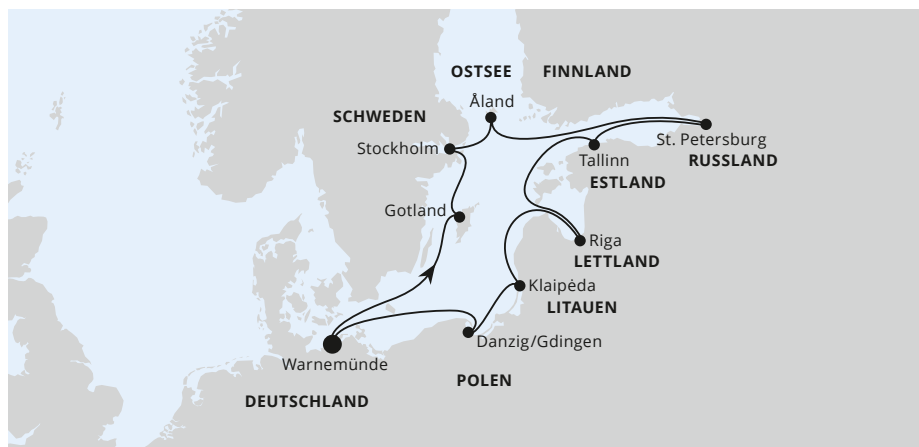 OSTSEE
FINNLAND
Åland
SCHWEDEN
Stockholm
St. Petersburg
RUSSLAND
Tallinn
ESTLAND
Gotland
Riga
LETTLAND
Klaipėda
LITAUEN
Danzig/Gdingen
Warnemünde
POLEN
DEUTSCHLAND